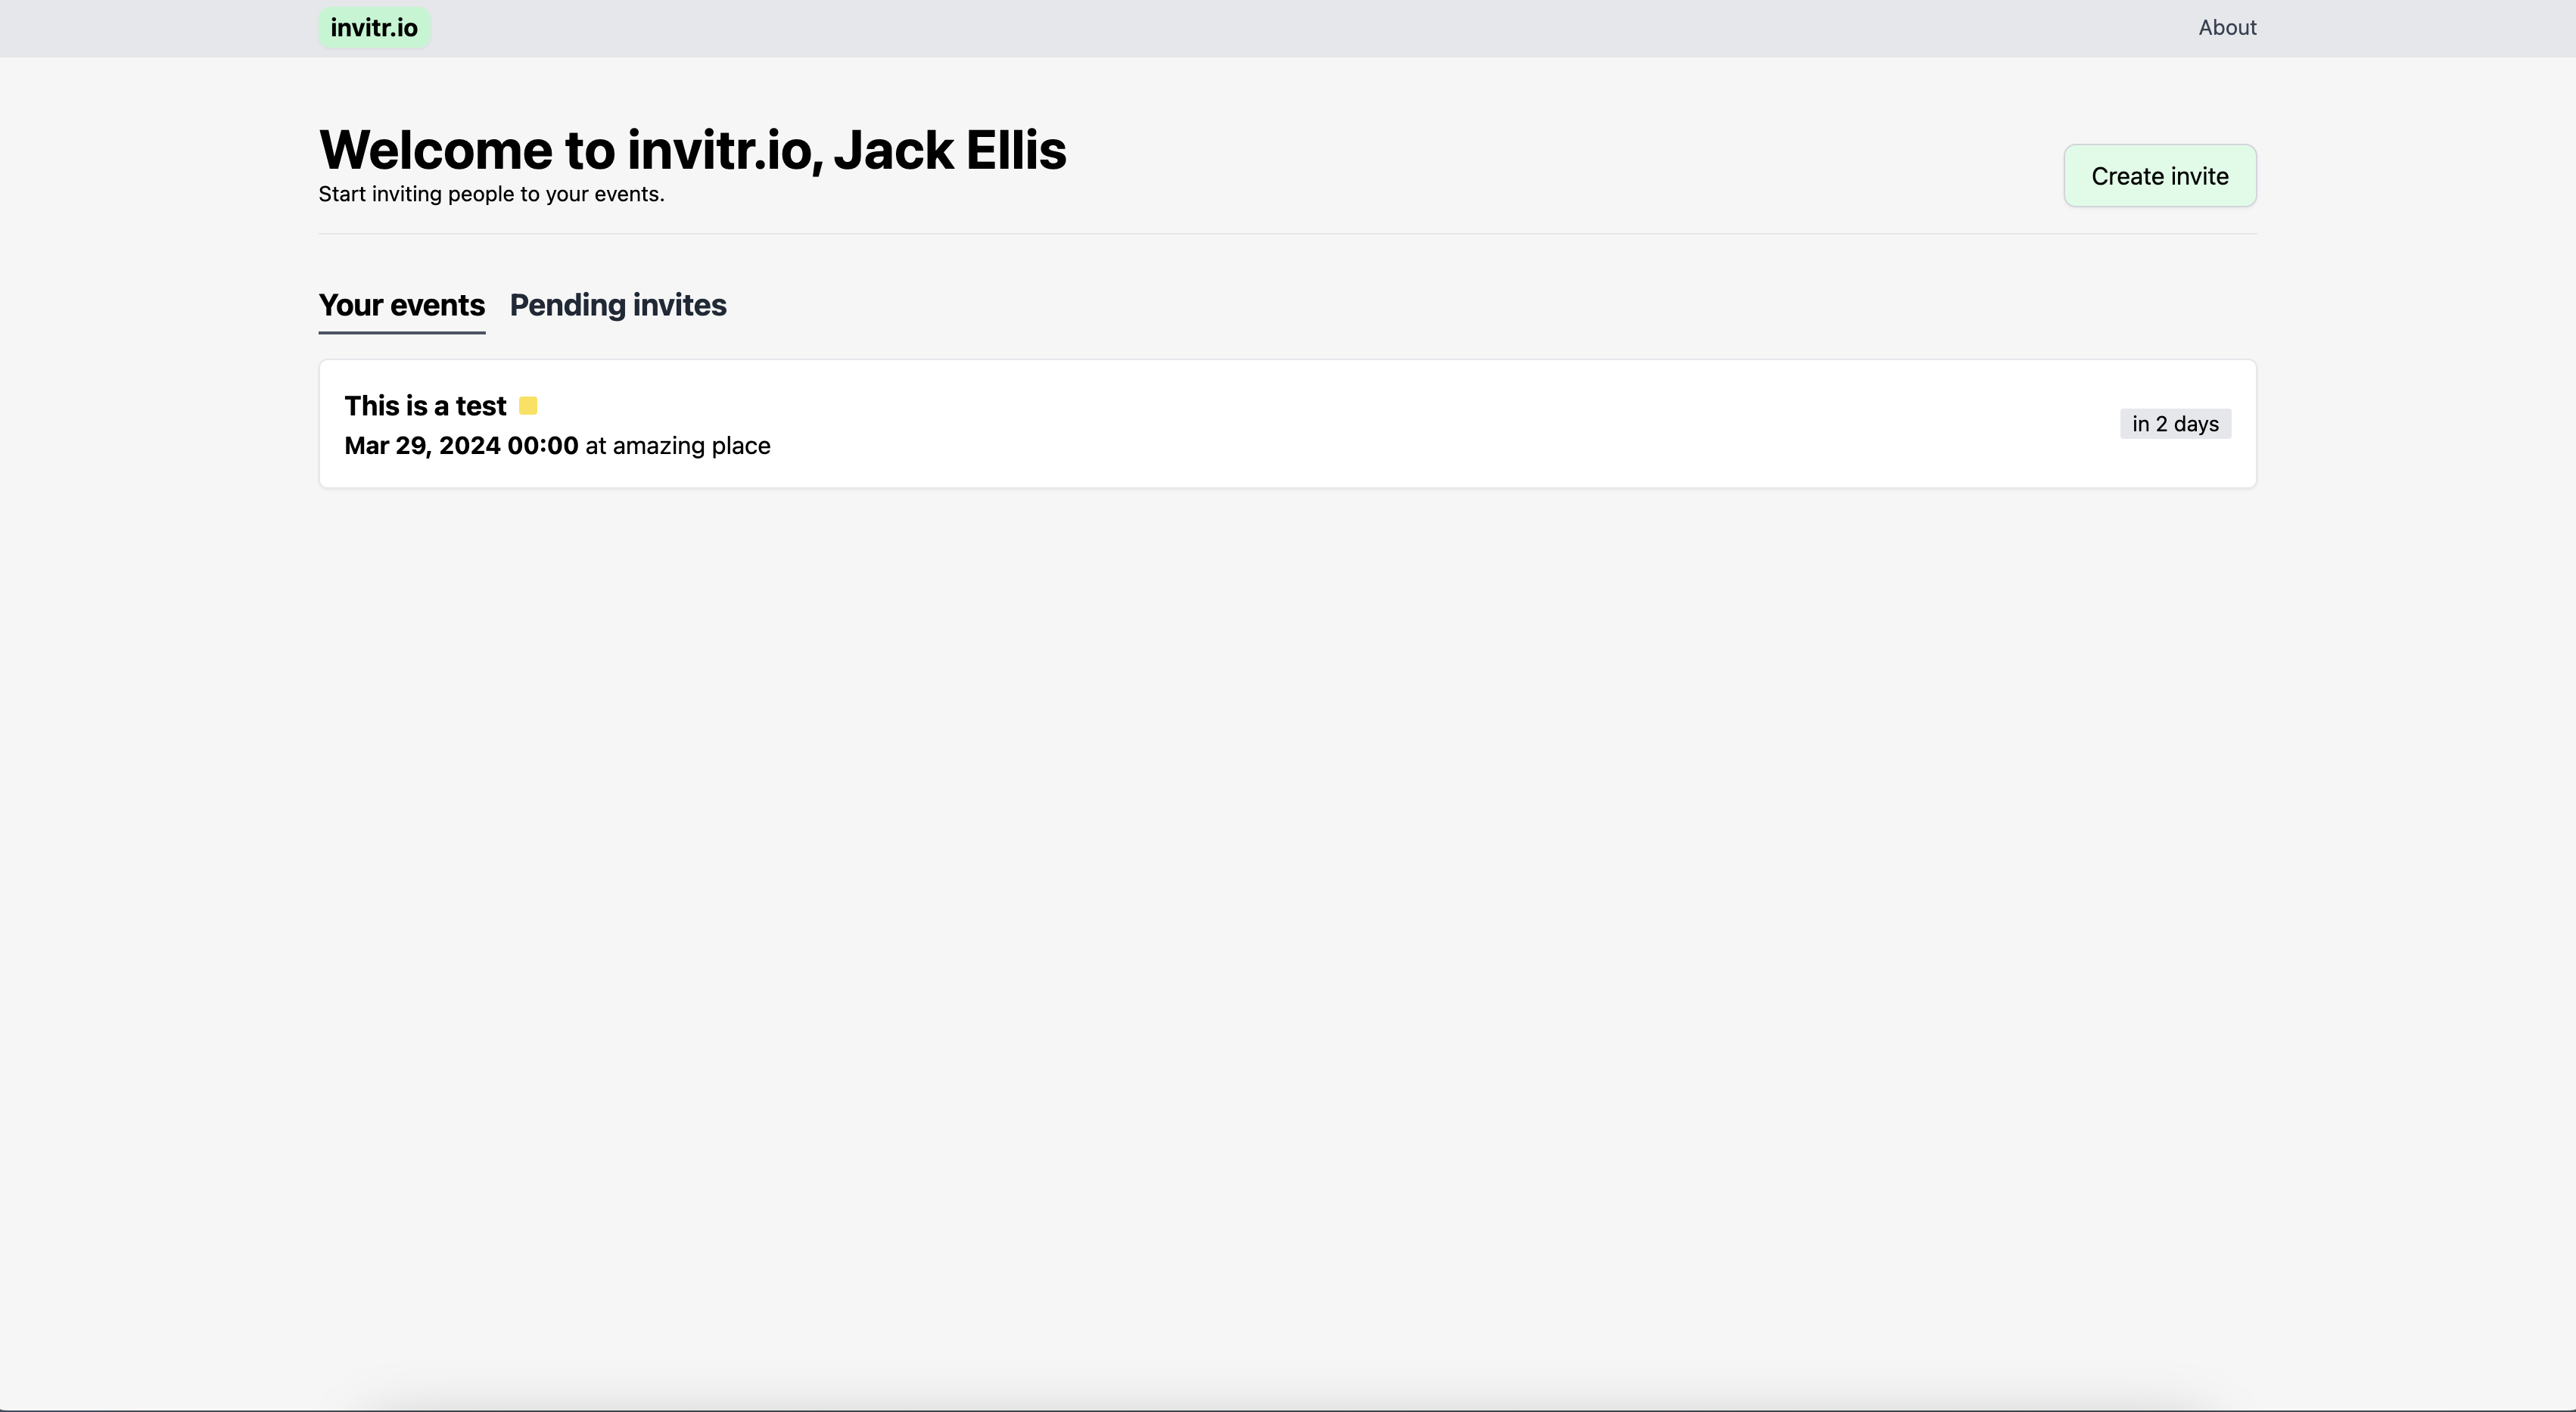 invitr.io
About
Welcome to invitr.io, Jack Ellis
Start inviting people to your events.
Create invite
Your events
Pending invites
This is a test
Mar 29, 2024 00:00 at amazing place
in 2 days